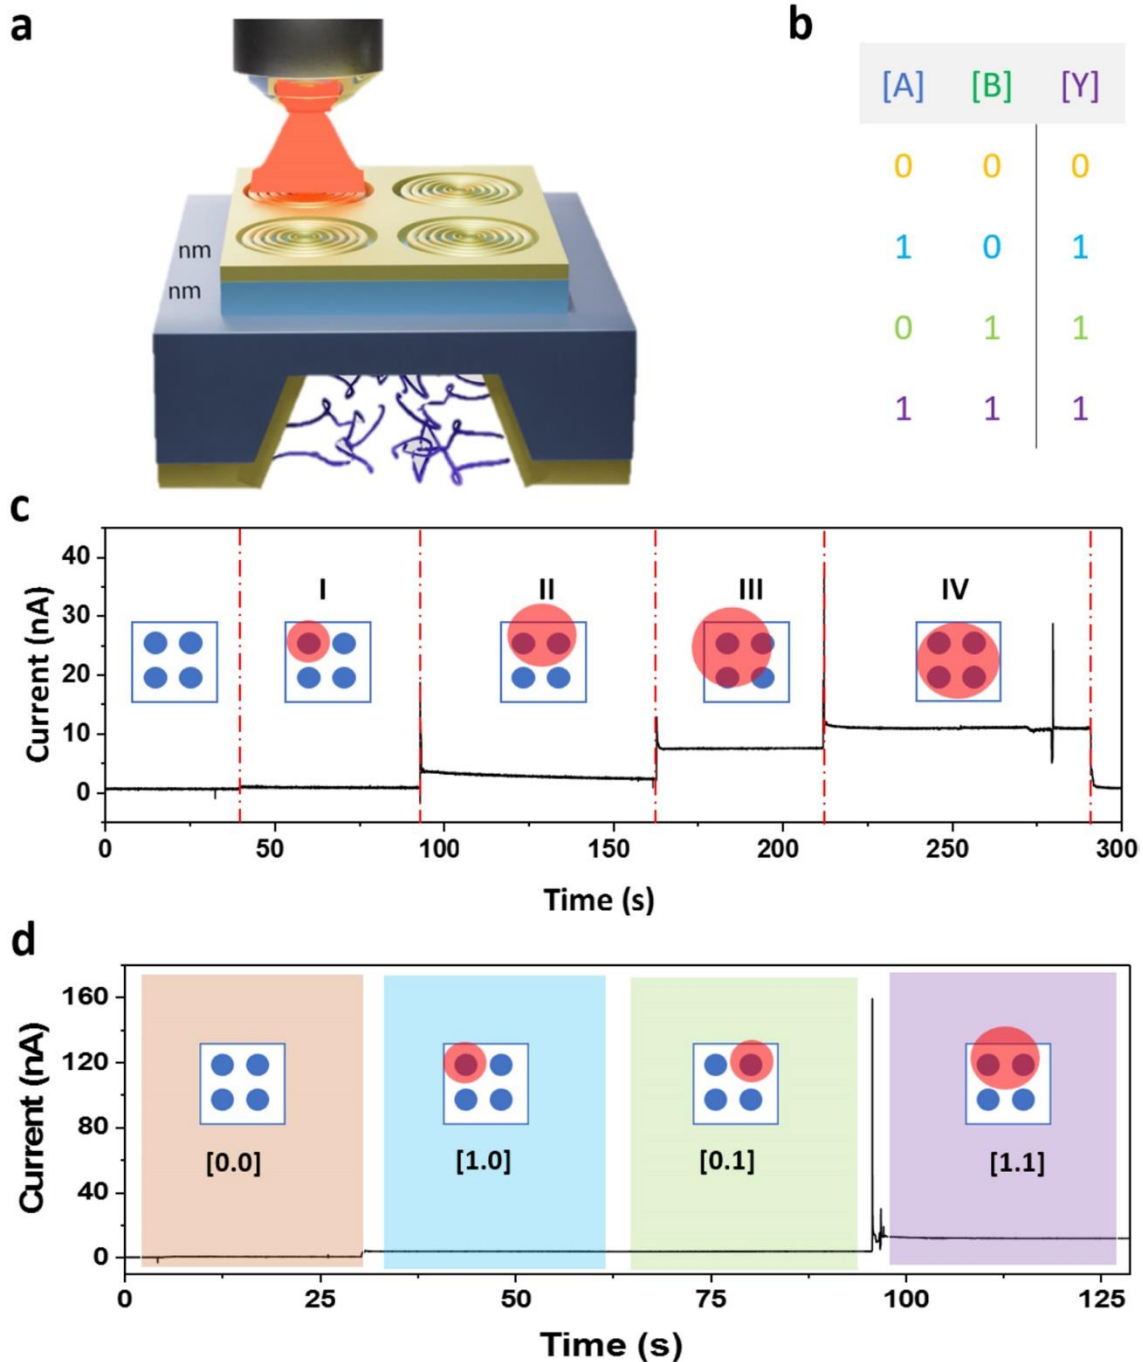 a
nm
nm
b
[A] [B] [Y]
0 0 0
1 0 1
0 1 1
1 1 1
c
Current (nA)
40
30
20
10
0
I II III IV
0 50 100 150 200 250 300
Time (s)
d
Current (nA)
160
120
80
40
0
[0.0] [1.0] [0.1] [1.1]
0 25 50 75 100 125
Time (s)